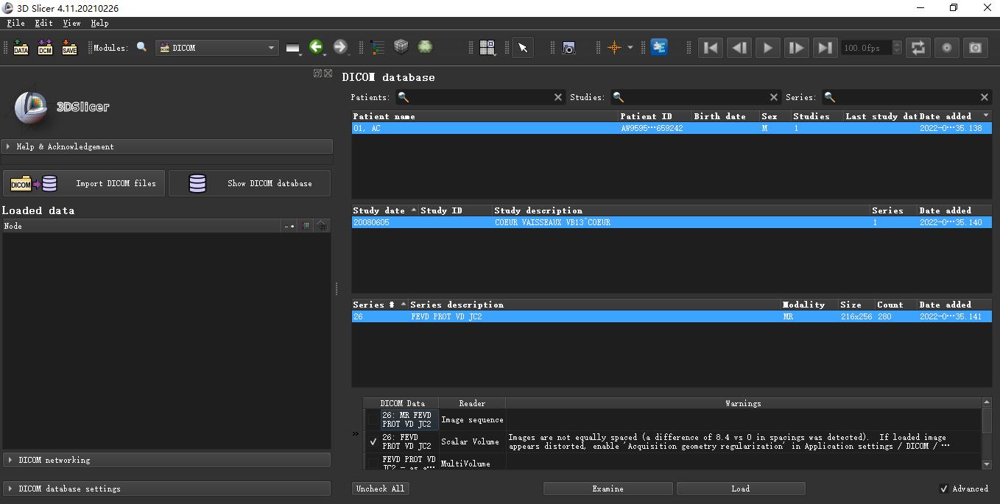 3D Slicer 4.11.20210226
File Edit View Help
DATA DCM SAVE Modules: DICOM 100.0fps
3DSlicer
Help & Acknowledgement
DICOM Import DICOM files Show DICOM database
Loaded data
Node
DICOM networking
DICOM database settings
DICOM database
Patients: Studies: Series:
Patient name Patient ID Birth date Sex Studies Last study dat Date added
01, AC AW9595···659242 M 1 2022-0···35.138
Study date Study ID Study description Series Date added
20080605 COEUR VAISSEAUX VB13^COEUR 1 2022-0···35.140
Series # Series description Modality Size Count Date added
26 FEVD PROT VD JC2 MR 216x256 280 2022-0···35.141
DICOM Data Reader Warnings
26: MR FEVD
PROT VD JC2 Image sequence
26: FEVD
PROT VD JC2 Scalar Volume Images are not equally spaced (a difference of 8.4 vs 0 in spacings was detected). If loaded image
appears distorted, enable 'Acquisition geometry regularization' in Application settings / DICOM / ···
FEVD PROT VD
JC2 - as a··· MultiVolume
Uncheck All Examine Load Advanced